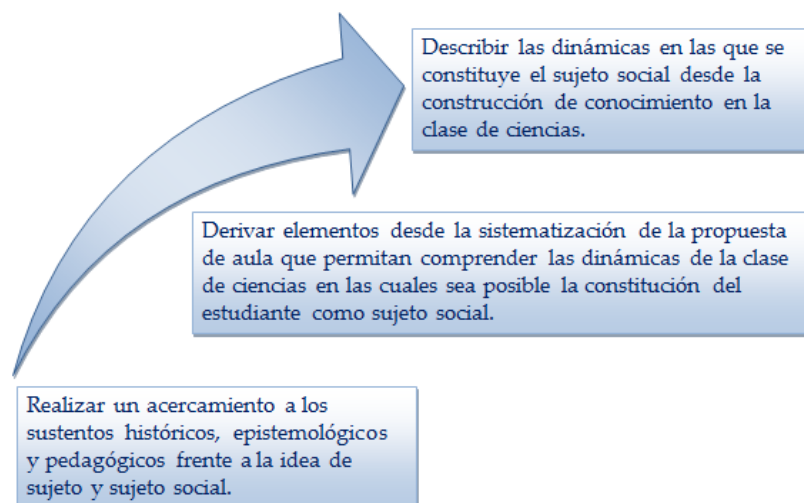 Describir las dinámicas en las que se
constituye el sujeto social desde la
construcción de conocimiento en la
clase de ciencias.
Derivar elementos desde la sistematización de la propuesta
de aula que permitan comprender las dinámicas de la clase
de ciencias en las cuales sea posible la constitución del
estudiante como sujeto social.
Realizar un acercamiento a los
sustentos históricos, epistemológicos
y pedagógicos frente a la idea de
sujeto y sujeto social.